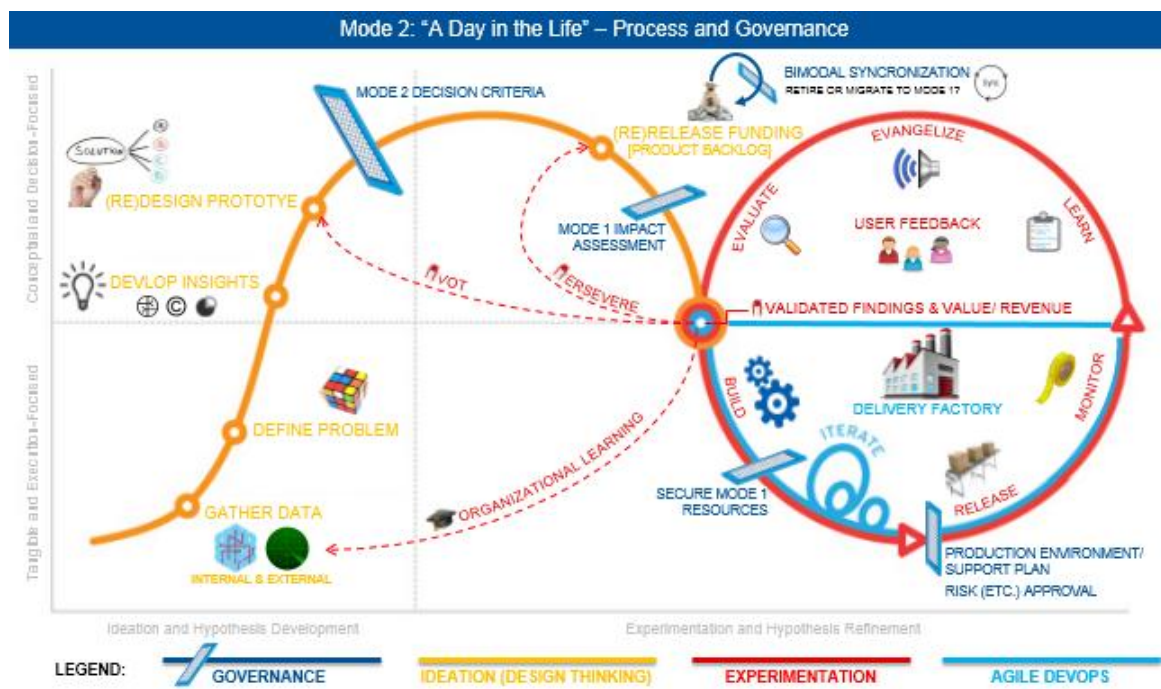 Mode 2: “A Day in the Life” – Process and Governance
Conceptual and Decision-Focused
Tangible and Execution-Focused
MODE 2 DECISION CRITERIA
BIMODAL SYNCRONIZATION
RETIRE OR MIGRATE TO MODE 1?
SOLUTION
(RE)DESIGN PROTOTYE
(RE)RELEASE FUNDING
[PRODUCT BACKLOG]
EVANGELIZE
EVALUATE
LEARN
USER FEEDBACK
MODE 1 IMPACT
ASSESSMENT
DEVLOP INSIGHTS
©
VOT
ERSEVERE
VALIDATED FINDINGS & VALUE/ REVENUE
BUILD
DELIVERY FACTORY
MONITOR
DEFINE PROBLEM
ITERATE
ORGANIZATIONAL LEARNING
SECURE MODE 1
RESOURCES
RELEASE
GATHER DATA
INTERNAL & EXTERNAL
PRODUCTION ENVIRONMENT/
SUPPORT PLAN
RISK (ETC.) APPROVAL
Ideation and Hypothesis Development
Experimentation and Hypothesis Refinement
LEGEND:
GOVERNANCE
IDEATION (DESIGN THINKING)
EXPERIMENTATION
AGILE DEVOPS